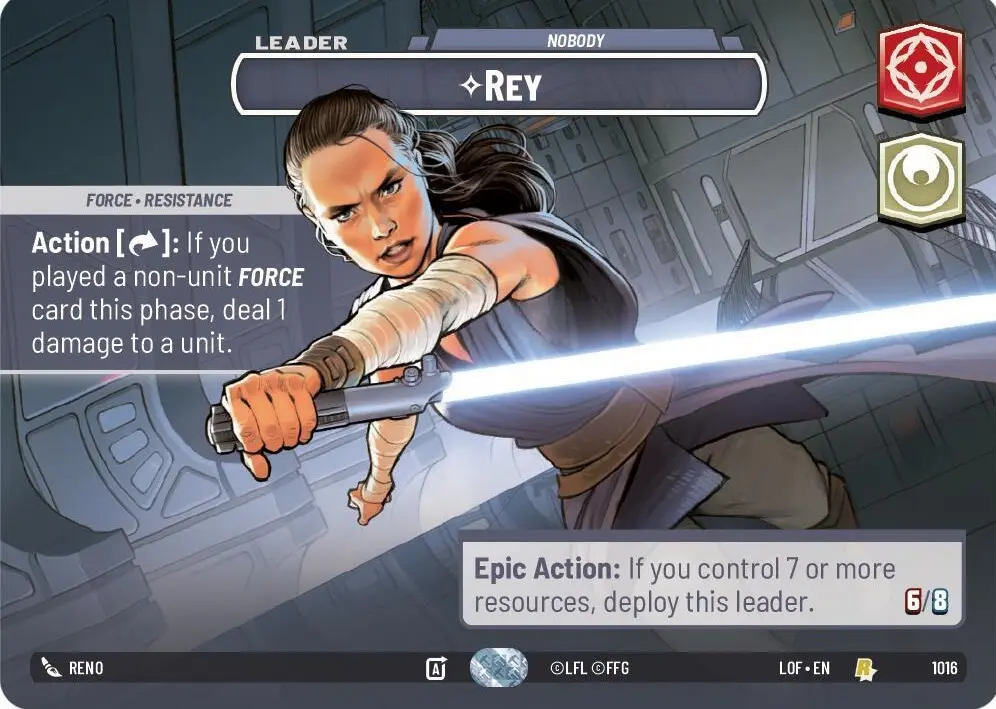 LEADER
NOBODY
✧REY
FORCE • RESISTANCE
Action [↷]: If you
played a non-unit FORCE
card this phase, deal 1
damage to a unit.
Epic Action: If you control 7 or more
resources, deploy this leader.
6/8
RENO
A
©LFL ©FFG
LOF • EN
R
1016